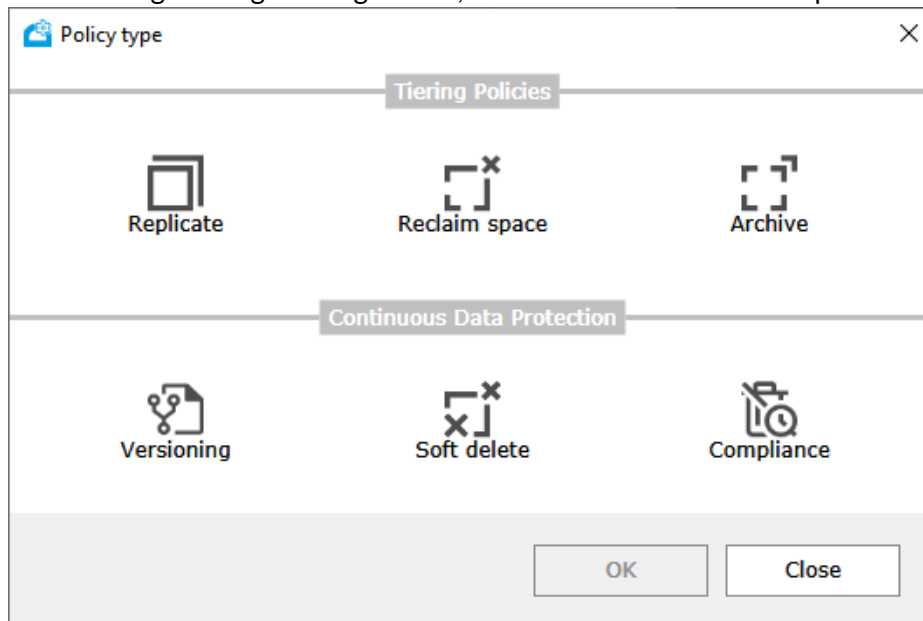 Policy type
Tiering Policies
Replicate Reclaim space Archive
Continuous Data Protection
Versioning Soft delete Compliance
OK Close